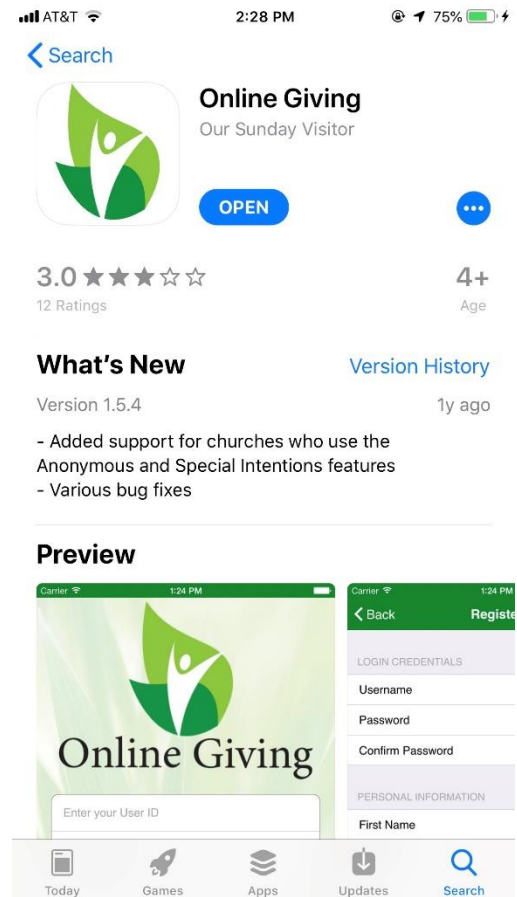 AT&T 2:28 PM 75%
Search
Online Giving
Our Sunday Visitor
OPEN
3.0 4+
12 Ratings Age
What's New Version History
Version 1.5.4 1y ago
- Added support for churches who use the
Anonymous and Special Intentions features
- Various bug fixes
Preview
Carrier 1:24 PM
Online Giving
Enter your User ID
Carrier 1:24 PM
Back Registe
LOGIN CREDENTIALS
Username
Password
Confirm Password
PERSONAL INFORMATION
First Name
Today Games Apps Updates Search